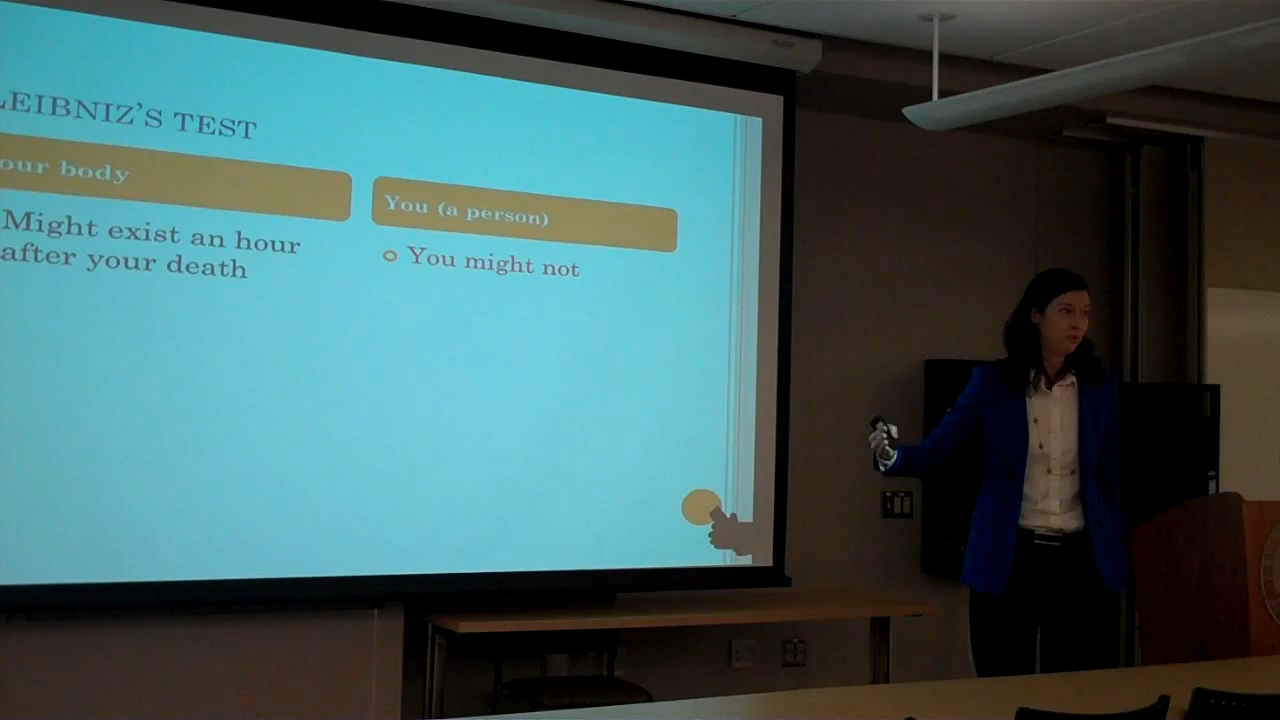 LEIBNIZ'S TEST
our body
You (a person)
Might exist an hour
after your death
You might not